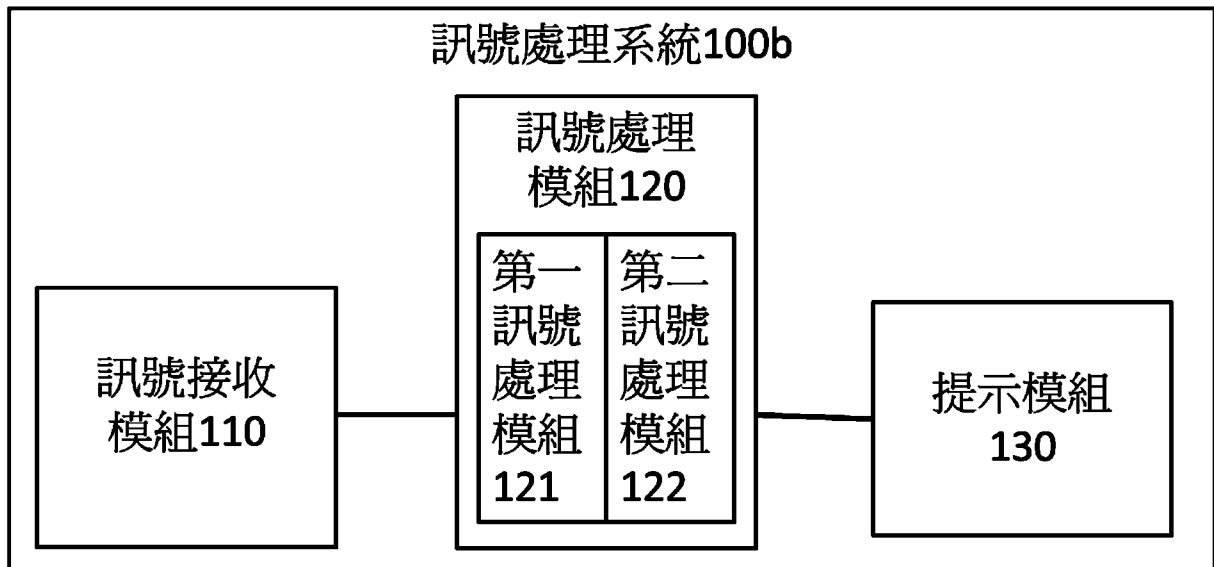 訊號處理系統100b
訊號處理
模組120
第一
訊號
處理
模組
121
第二
訊號
處理
模組
122
訊號接收
模組110
提示模組
130